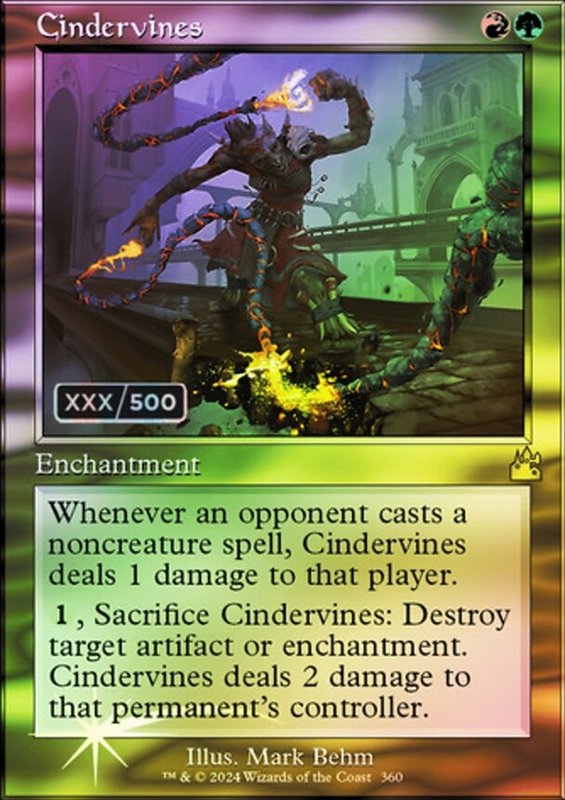 Cindervines
XXX/500
Enchantment
Whenever an opponent casts a
noncreature spell, Cindervines
deals 1 damage to that player.
1 , Sacrifice Cindervines: Destroy
target artifact or enchantment.
Cindervines deals 2 damage to
that permanent's controller.
Illus. Mark Behm
™ & © 2024 Wizards of the Coast 360